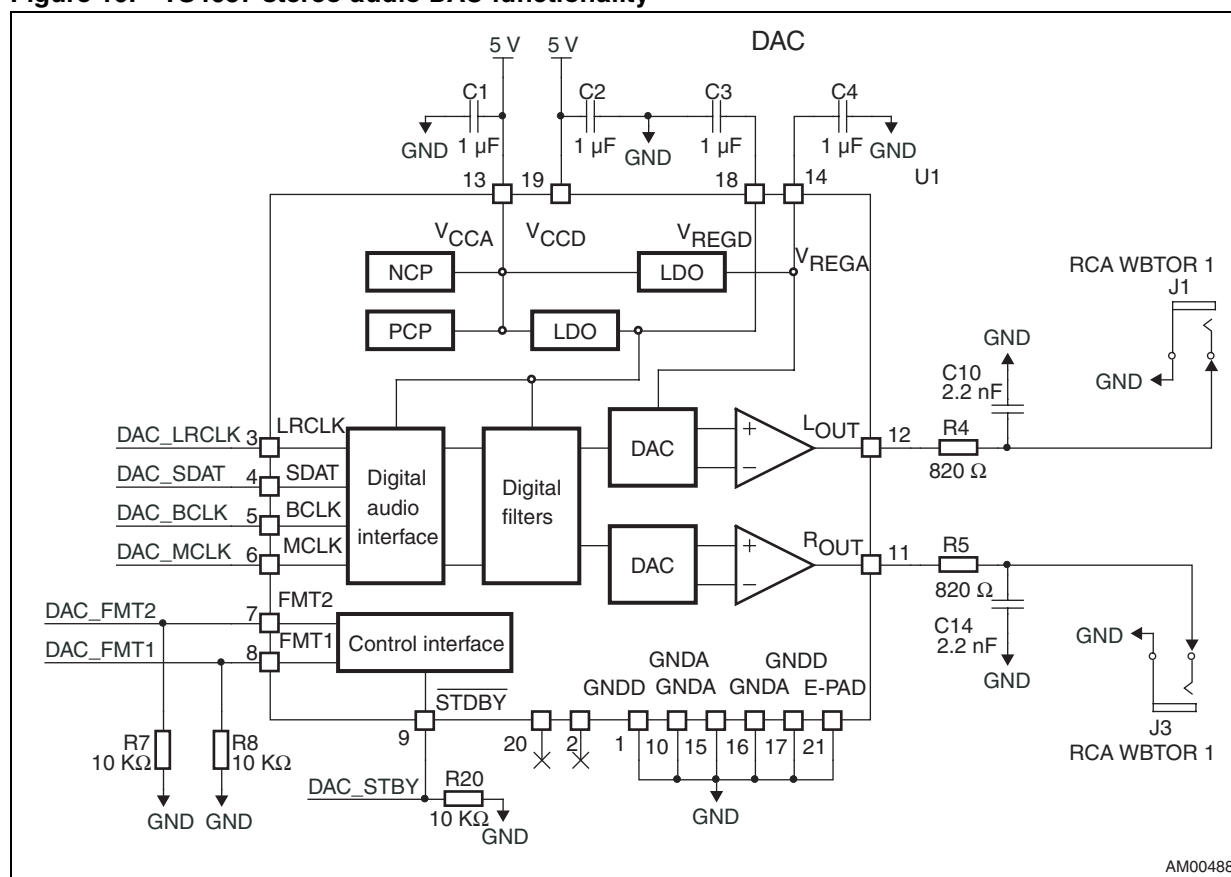 DAC
5 V 5 V
C1 C2 C3 C4
1 µF 1 µF 1 µF 1 µF
GND GND GND
U1
13 19 18 14
VCCA VCCD VREGD VREGA
NCP LDO
PCP LDO
RCA WBTOR 1
J1
GND
GND
C10
2.2 nF
DAC_LRCLK 3 LRCLK
DAC_SDAT 4 SDAT
DAC_BCLK 5 BCLK
DAC_MCLK 6 MCLK
Digital audio interface
Digital filters
DAC + − LOUT 12 R4
820 Ω
DAC + − ROUT 11 R5
820 Ω
C14
2.2 nF
GND
GND
J3
RCA WBTOR 1
DAC_FMT2 7 FMT2
DAC_FMT1 8 FMT1
Control interface
STDBY
GNDA GNDD
GNDD GNDA GNDA E-PAD
9 20 2 1 10 15 16 17 21
R7
10 KΩ
R8
10 KΩ
DAC_STBY R20
10 KΩ
GND GND GND GND
AM00488